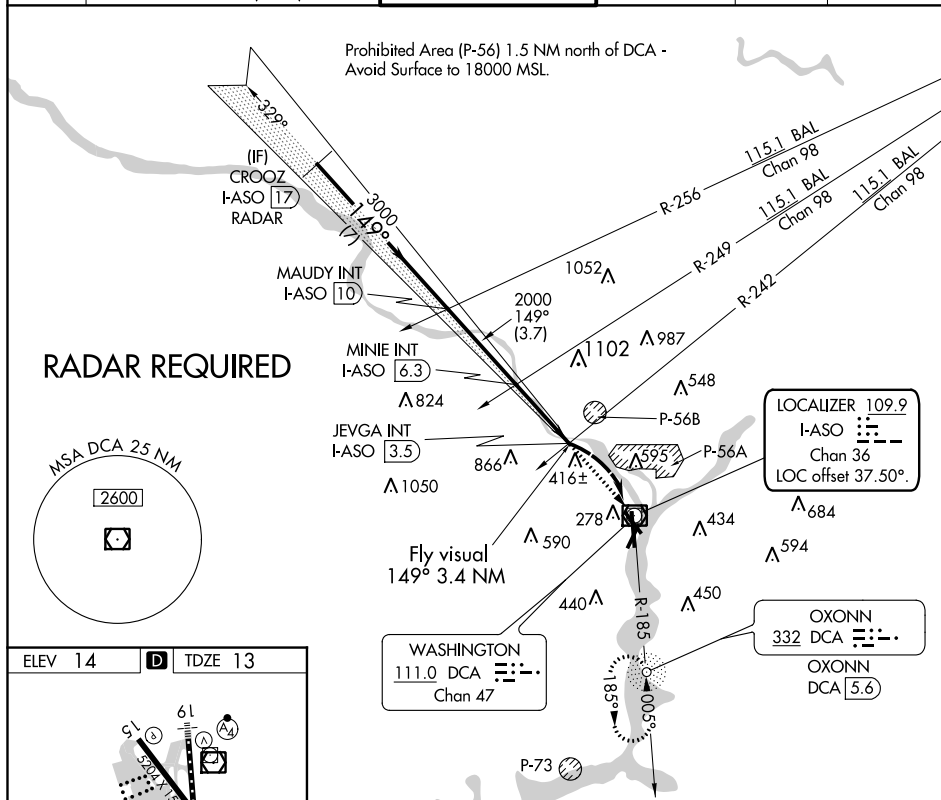 Prohibited Area (P-56) 1.5 NM north of DCA -
Avoid Surface to 18000 MSL.
329°
(IF)
CROOZ
I-ASO 17
RADAR
3000
149°
(7)
115.1 BAL
Chan 98
R-256
115.1 BAL
Chan 98
R-249
115.1 BAL
Chan 98
R-242
MAUDY INT
I-ASO 10
1052
2000
149°
(3.7)
1102
987
RADAR REQUIRED
MINIE INT
I-ASO 6.3
824
548
P-56B
JEVGA INT
I-ASO 3.5
866
416±
595
P-56A
LOCALIZER 109.9
I-ASO
Chan 36
LOC offset 37.50°.
MSA DCA 25 NM
2600
1050
278
434
684
590
594
Fly visual
149° 3.4 NM
440
450
R-185
WASHINGTON
111.0 DCA
Chan 47
OXONN
332 DCA
OXONN
DCA 5.6
185°
005°
P-73
ELEV 14
D
TDZE 13
15
P
19
V
A4